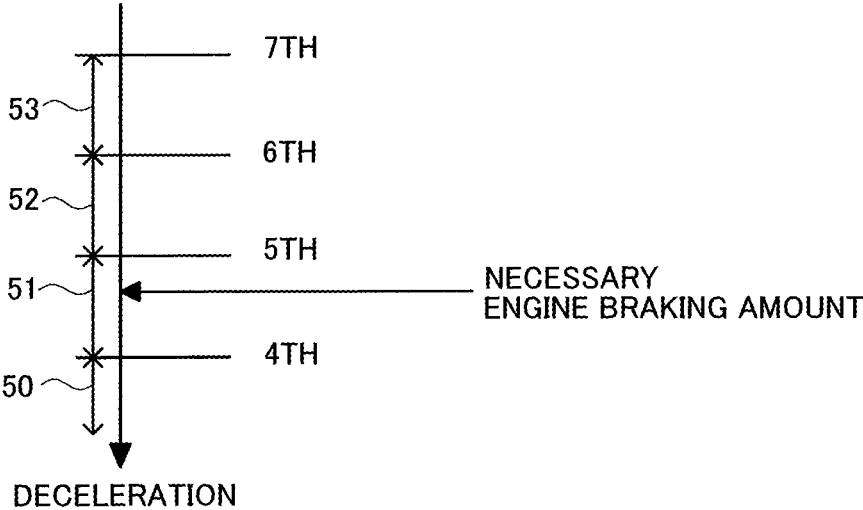 7TH
53
6TH
52
5TH
51
NECESSARY
ENGINE BRAKING AMOUNT
4TH
50
DECELERATION